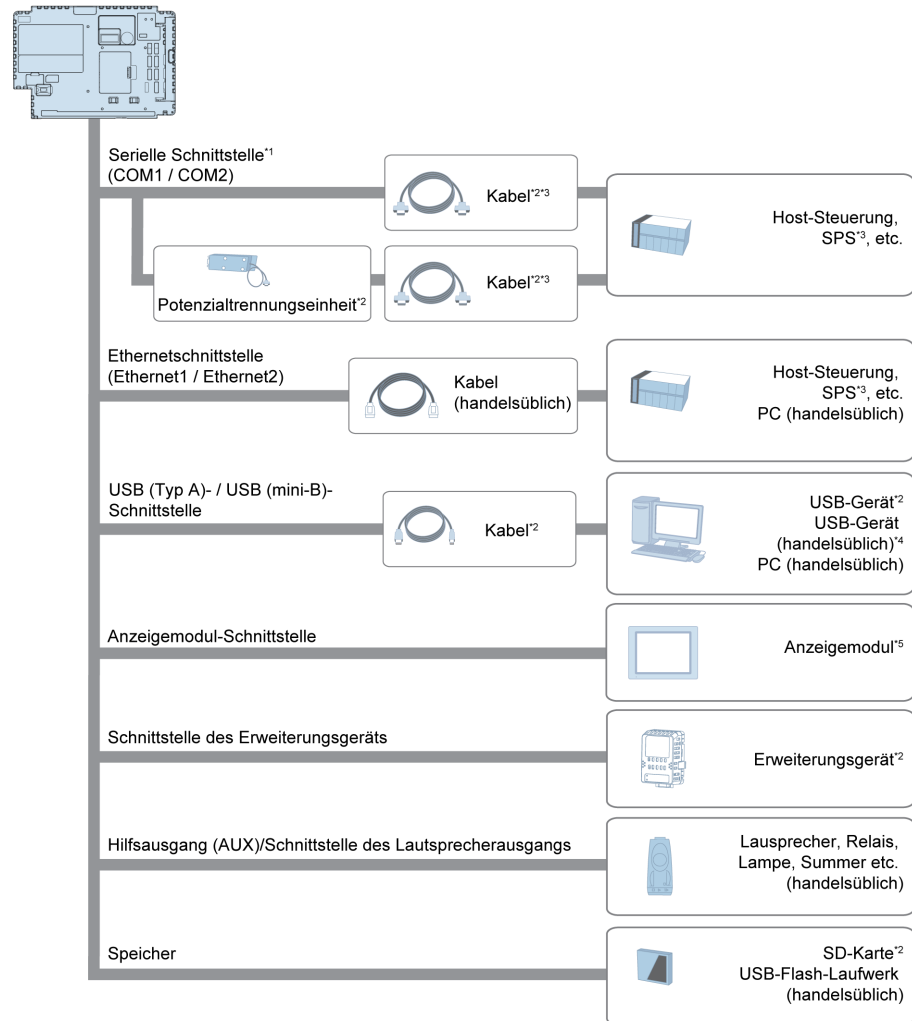 Serielle Schnittstelle*1
(COM1 / COM2)
Kabel*2*3
Host-Steuerung,
SPS*3, etc.
Potenzialtrennungseinheit*2
Kabel*2*3
Ethernetschnittstelle
(Ethernet1 / Ethernet2)
Kabel
(handelsüblich)
Host-Steuerung,
SPS*3, etc.
PC (handelsüblich)
USB (Typ A)- / USB (mini-B)-
Schnittstelle
Kabel*2
USB-Gerät*2
USB-Gerät
(handelsüblich)*4
PC (handelsüblich)
Anzeigemodul-Schnittstelle
Anzeigemodul*5
Schnittstelle des Erweiterungsgeräts
Erweiterungsgerät*2
Hilfsausgang (AUX)/Schnittstelle des Lautsprecherausgangs
Lausprecher, Relais,
Lampe, Summer etc.
(handelsüblich)
Speicher
SD-Karte*2
USB-Flash-Laufwerk
(handelsüblich)